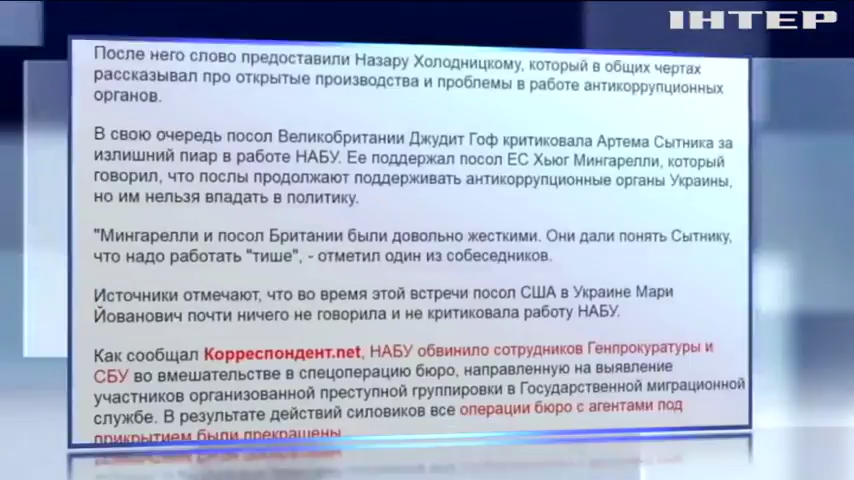 ІНТЕР
После него слово предоставили Назару Холодницкому, который в общих чертах
рассказывал про открытые производства и проблемы в работе антикоррупционных
органов.
В свою очередь посол Великобритании Джудит Гоф критиковала Артема Сытника за
излишний пиар в работе НАБУ. Ее поддержал посол ЕС Хьюг Мингарелли, который
говорил, что послы продолжают поддерживать антикоррупционные органы Украины,
но им нельзя впадать в политику.
"Мингарелли и посол Британии были довольно жесткими. Они дали понять Сытнику,
что надо работать "тише", - отметил один из собеседников.
Источники отмечают, что во время этой встречи посол США в Украине Мари
Йованович почти ничего не говорила и не критиковала работу НАБУ.
Как сообщал Корреспондент.net, НАБУ обвинило сотрудников Генпрокуратуры и
СБУ во вмешательстве в спецоперацию бюро, направленную на выявление
участников организованной преступной группировки в Государственной миграционной
службе. В результате действий силовиков все операции бюро с агентами под
прикрытием были прекращены